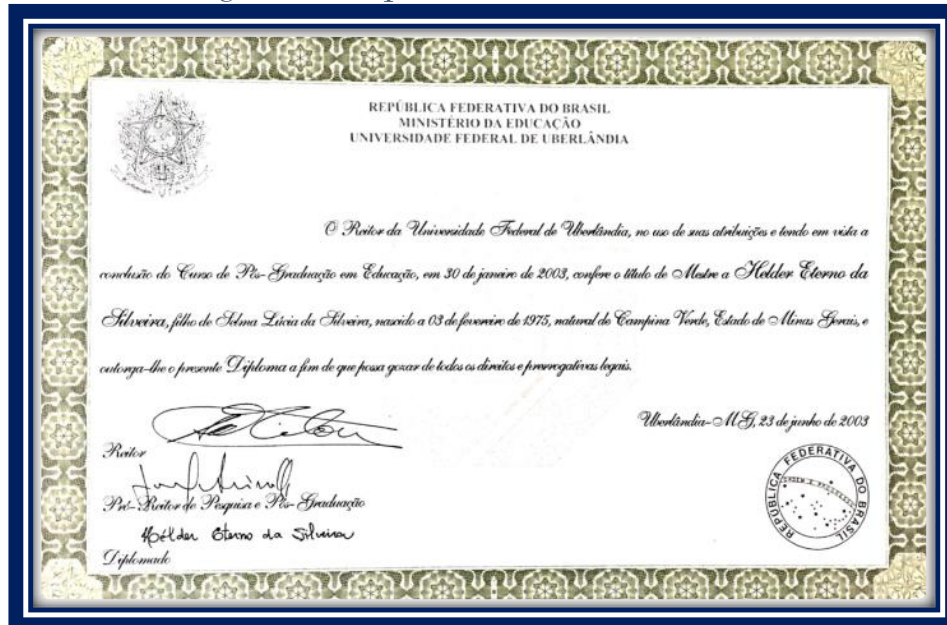 REPÚBLICA FEDERATIVA DO BRASIL
MINISTÉRIO DA EDUCAÇÃO
UNIVERSIDADE FEDERAL DE UBERLÂNDIA
O Reitor da Universidade Federal de Uberlândia, no uso de suas atribuições e tendo em vista a
conclusão do Curso de Pós-Graduação em Educação, em 30 de janeiro de 2003, confere o título de Mestre a Helder Eterno da
Silveira, filho de Selma Lúcia da Silveira, nascido a 03 de fevereiro de 1975, natural de Campina Verde, Estado de Minas Gerais, e
outorga-lhe o presente Diploma a fim de que possa gozar de todos os direitos e prerrogativas legais.
Uberlândia-MG, 23 de junho de 2003
Reitor
Pró-Reitor de Pesquisa e Pós-Graduação
Hélder Eterno da Silveira
Diplomado
REPÚBLICA FEDERATIVA DO BRASIL
ORDEM E PROGRESSO